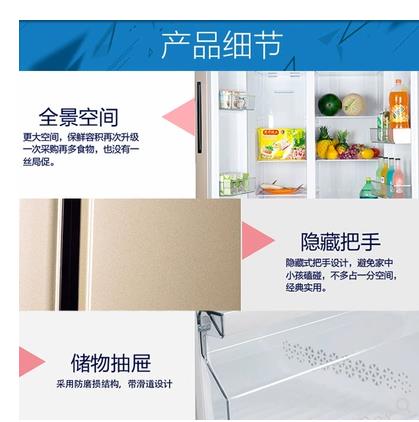 产品细节
全景空间
更大空间，保鲜容积再次升级
一次采购再多食物，也没有一
丝局促。
隐藏把手
隐藏式把手设计，避免家中
小孩磕碰，不多占一分空间，
经典实用。
储物抽屉
采用防磨损结构，带滑道设计